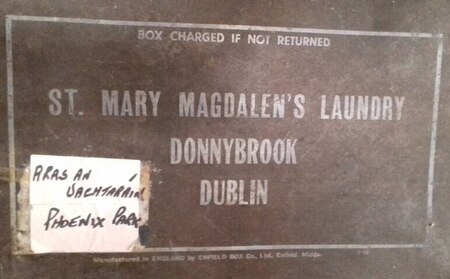 BOX CHARGED IF NOT RETURNED
ST. MARY MAGDALEN'S LAUNDRY
DONNYBROOK
DUBLIN
ARAS AN
UACHTARÁIN
PHOENIX PARK
Manufactured in ENGLAND by ENFIELD BOX Co., Ltd., Enfield Middx.